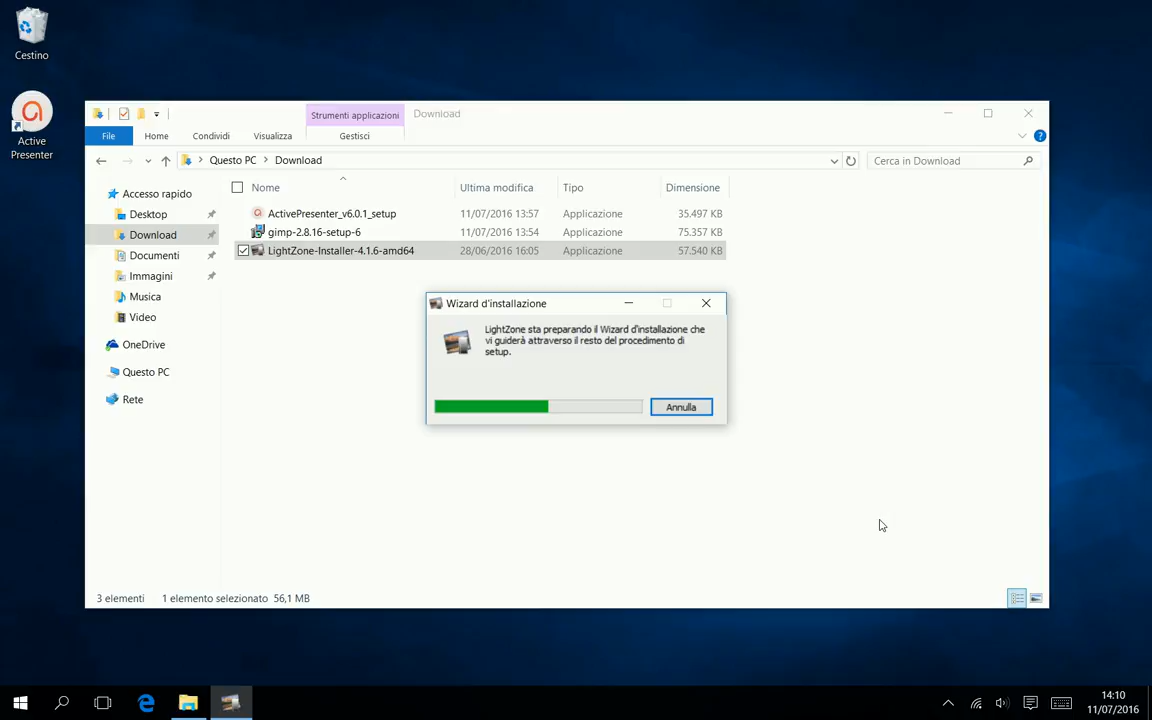 Cestino
Active
Presenter
Strumenti applicazioni
Download
File
Home
Condividi
Visualizza
Gestisci
Questo PC
Download
Cerca in Download
Accesso rapido
Desktop
Download
Documenti
Immagini
Musica
Video
OneDrive
Questo PC
Rete
Nome
Ultima modifica
Tipo
Dimensione
ActivePresenter_v6.0.1_setup 11/07/2016 13:57 Applicazione 35.497 KB
gimp-2.8.16-setup-6 11/07/2016 13:54 Applicazione 75.357 KB
LightZone-Installer-4.1.6-amd64 28/06/2016 16:05 Applicazione 57.540 KB
Wizard d'installazione
LightZone sta preparando il Wizard d'installazione che
vi guiderà attraverso il resto del procedimento di
setup.
Annulla
3 elementi 1 elemento selezionato 56,1 MB
14:10
11/07/2016